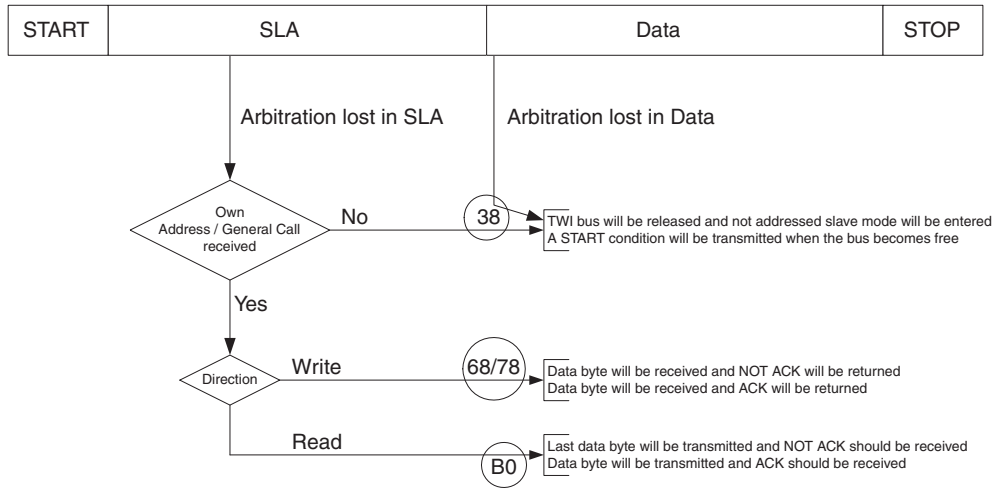 START
SLA
Data
STOP
Arbitration lost in SLA
Arbitration lost in Data
Own
Address / General Call
received
No
38
TWI bus will be released and not addressed slave mode will be entered
A START condition will be transmitted when the bus becomes free
Yes
Direction
Write
68/78
Data byte will be received and NOT ACK will be returned
Data byte will be received and ACK will be returned
Read
B0
Last data byte will be transmitted and NOT ACK should be received
Data byte will be transmitted and ACK should be received